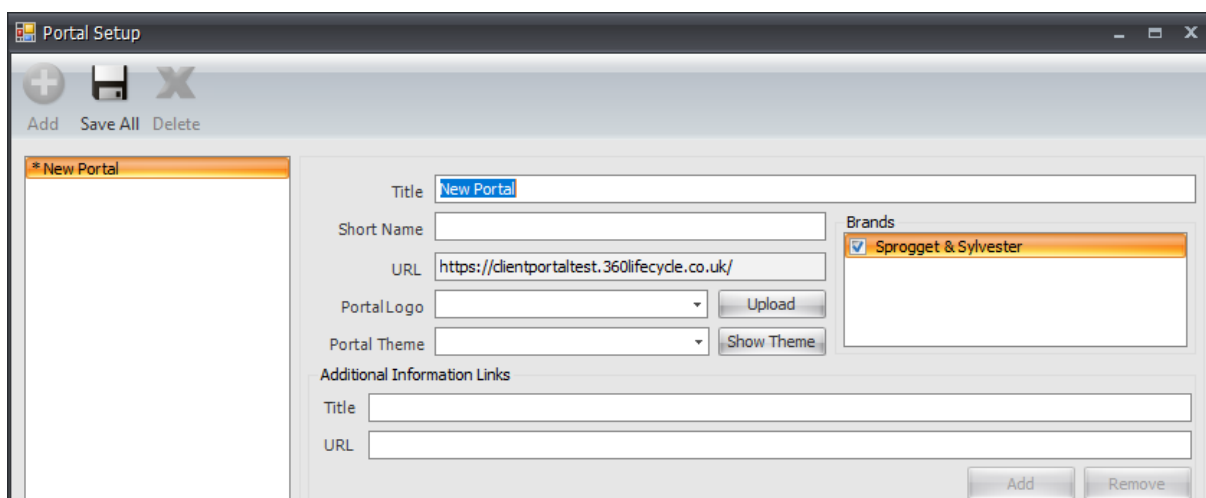 Portal Setup
Add Save All Delete
* New Portal
Title New Portal
Short Name
Brands
Sprogget & Sylvester
URL https://clientportaltest.360lifecycle.co.uk/
Portal Logo Upload
Portal Theme Show Theme
Additional Information Links
Title
URL
Add Remove